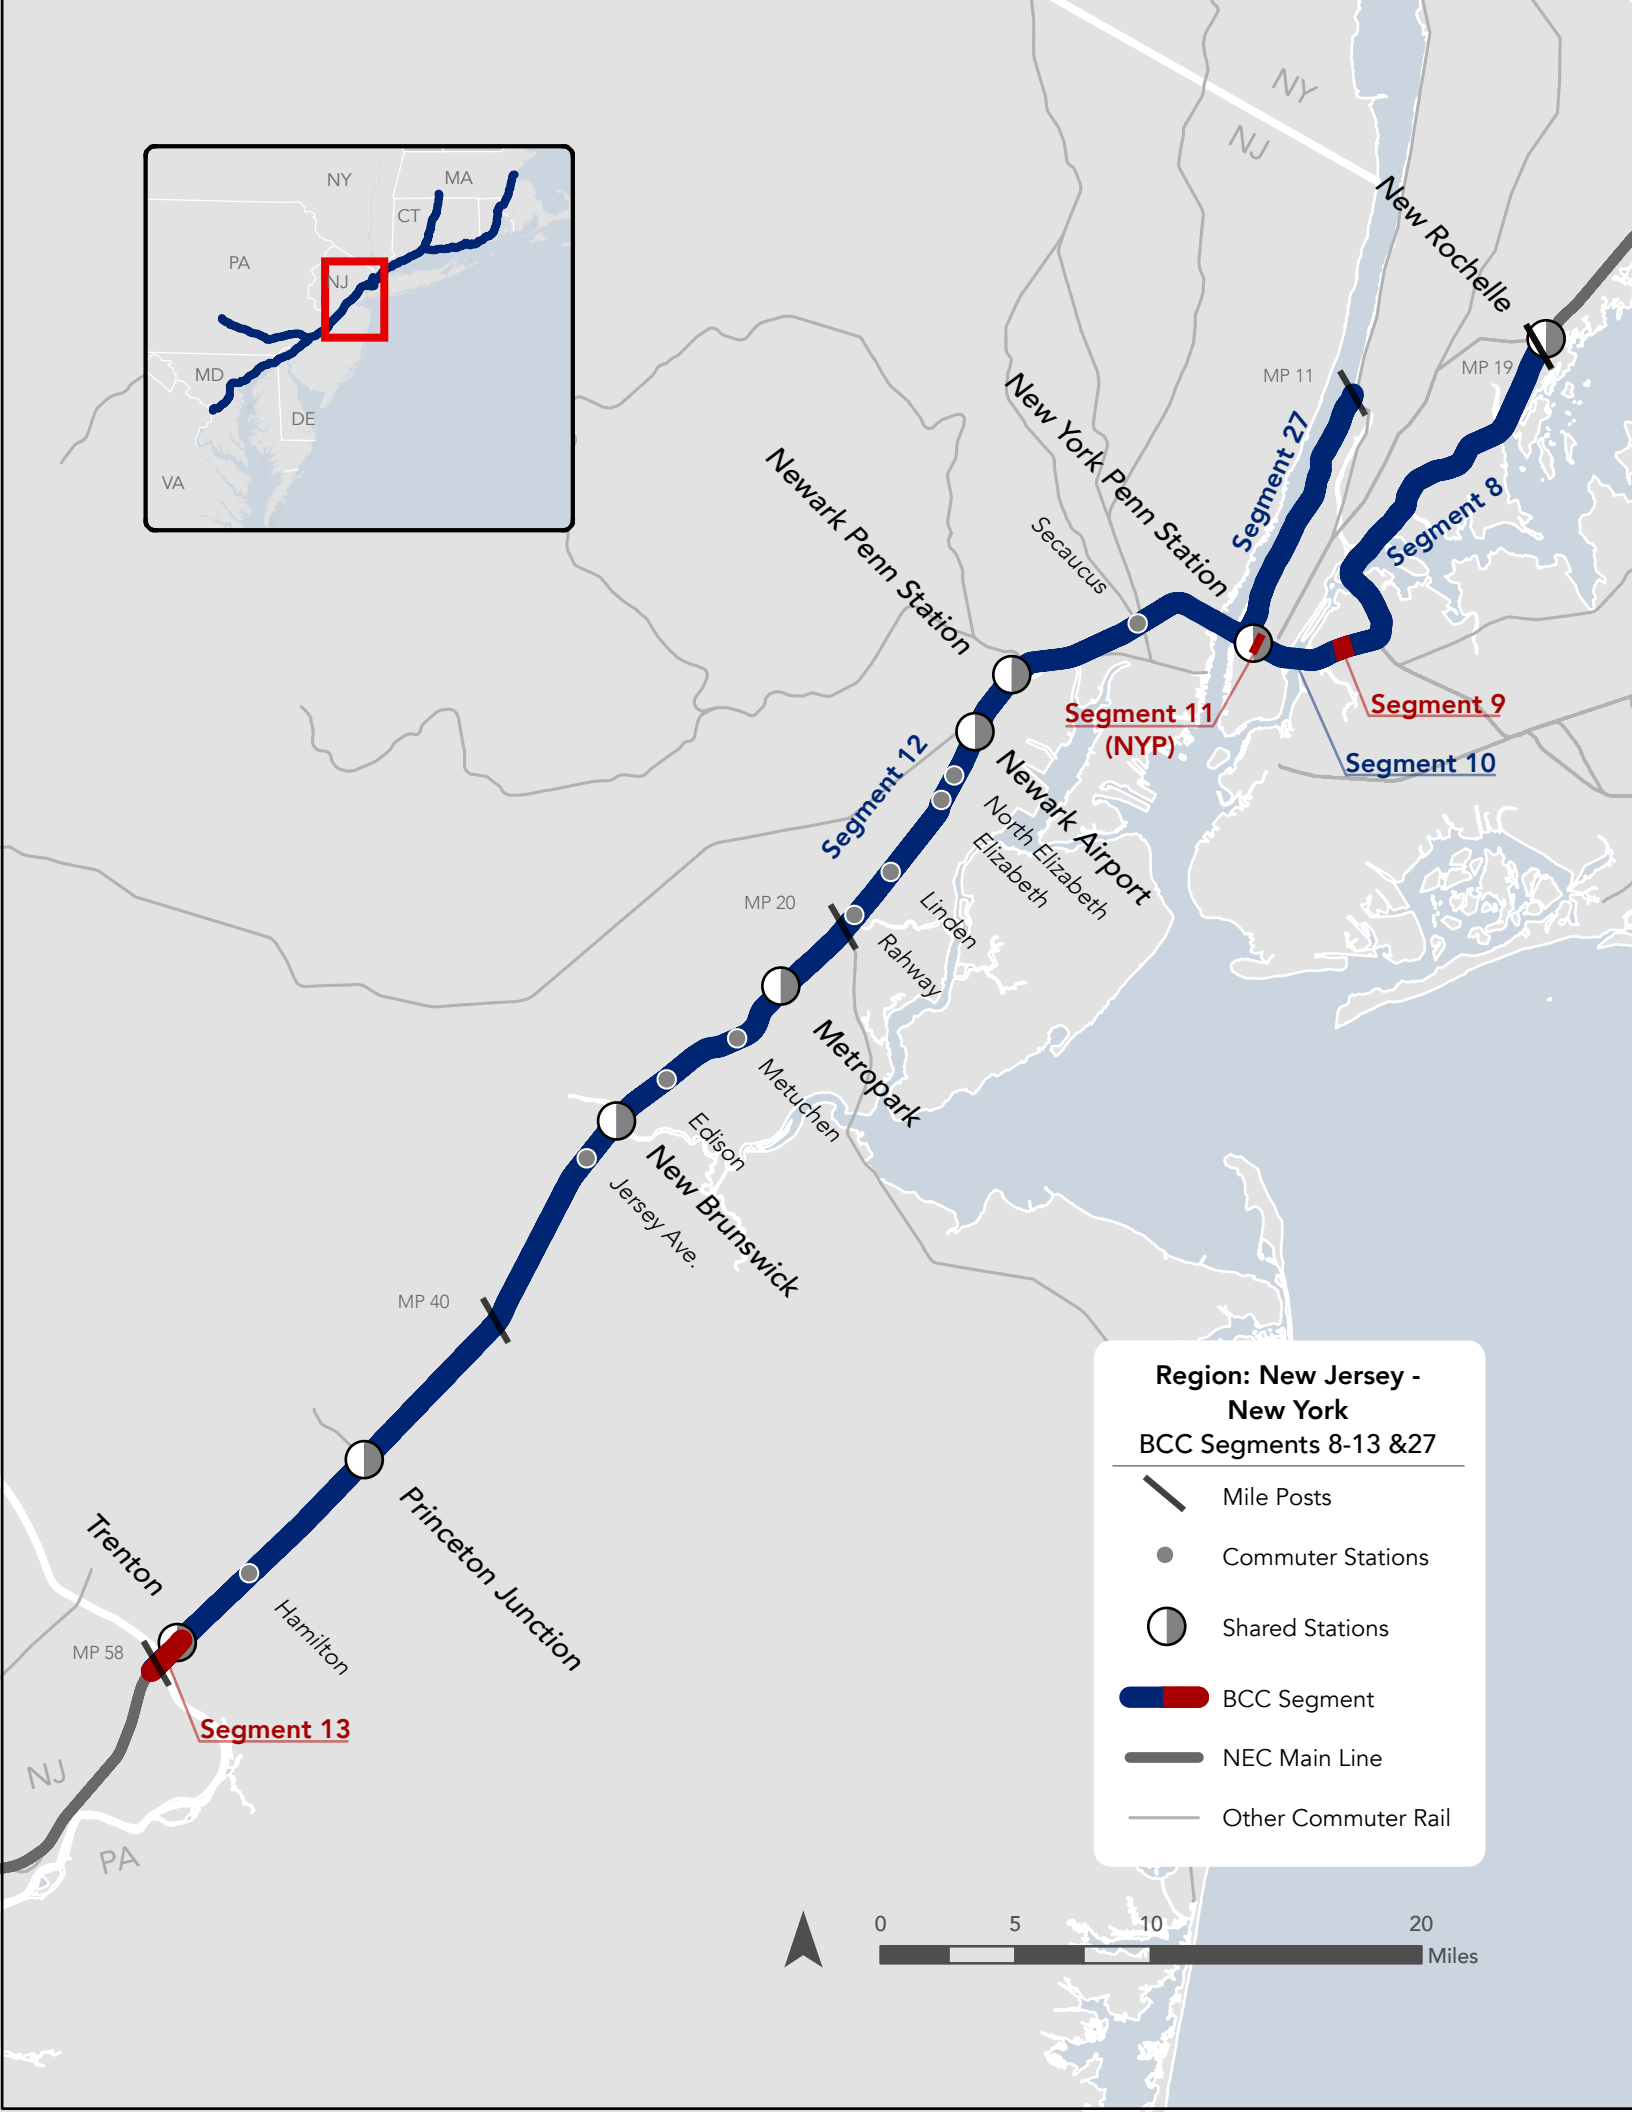 NY
NJ
NY
MA
CT
PA
NJ
MD
DE
VA
New Rochelle
MP 19
MP 11
Segment 27
Segment 8
New York Penn Station
Secaucus
Newark Penn Station
Segment 11
(NYP)
Segment 9
Segment 10
Segment 12
Newark Airport
North Elizabeth
Elizabeth
Linden
MP 20
Rahway
Metropark
Metuchen
Edison
New Brunswick
Jersey Ave.
MP 40
Princeton Junction
Trenton
Hamilton
MP 58
Segment 13
NJ
PA
Region: New Jersey -
New York
BCC Segments 8-13 &27
Mile Posts
Commuter Stations
Shared Stations
BCC Segment
NEC Main Line
Other Commuter Rail
0 5 10 20
Miles